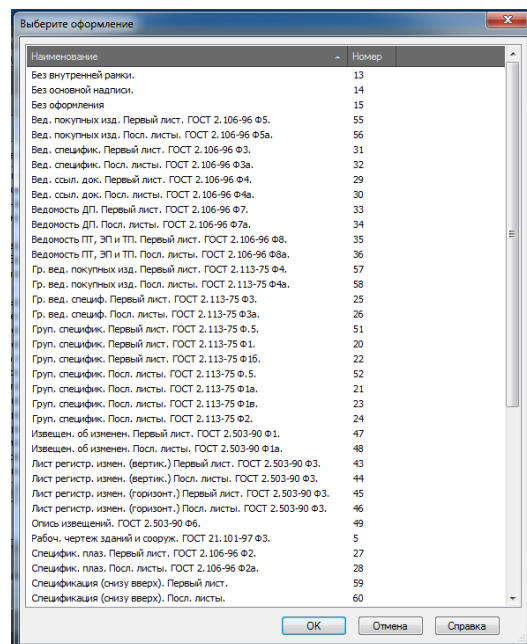 Выберите оформление
Наименование Номер
Без внутренней рамки. 13
Без основной надписи. 14
Без оформления 15
Вед. покупных изд. Первый лист. ГОСТ 2.106-96 Ф5. 55
Вед. покупных изд. Посл. листы. ГОСТ 2.106-96 Ф5а. 56
Вед. специфик. Первый лист. ГОСТ 2.106-96 Ф3. 31
Вед. специфик. Посл. листы. ГОСТ 2.106-96 Ф3а. 32
Вед. ссыл. док. Первый лист. ГОСТ 2.106-96 Ф4. 29
Вед. ссыл. док. Посл. листы. ГОСТ 2.106-96 Ф4а. 30
Ведомость ДП. Первый лист. ГОСТ 2.106-96 Ф7. 33
Ведомость ДП. Посл. листы. ГОСТ 2.106-96 Ф7а. 34
Ведомость ПТ, ЭП и ТП. Первый лист. ГОСТ 2.106-96 Ф8. 35
Ведомость ПТ, ЭП и ТП. Посл. листы. ГОСТ 2.106-96 Ф8а. 36
Гр. вед. покупных изд. Первый лист. ГОСТ 2.113-75 Ф4. 57
Гр. вед. покупных изд. Посл. листы. ГОСТ 2.113-75 Ф4а. 58
Гр. вед. специф. Первый лист. ГОСТ 2.113-75 Ф3. 25
Гр. вед. специф. Посл. листы. ГОСТ 2.113-75 Ф3а. 26
Груп. специфик. Первый лист. ГОСТ 2.113-75 Ф.5. 51
Груп. специфик. Первый лист. ГОСТ 2.113-75 Ф1. 20
Груп. специфик. Первый лист. ГОСТ 2.113-75 Ф1б. 22
Груп. специфик. Посл. листы. ГОСТ 2.113-75 Ф.5. 52
Груп. специфик. Посл. листы. ГОСТ 2.113-75 Ф1а. 21
Груп. специфик. Посл. листы. ГОСТ 2.113-75 Ф1в. 23
Груп. специфик. Посл. листы. ГОСТ 2.113-75 Ф2. 24
Извещен. об изменен. Первый лист. ГОСТ 2.503-90 Ф1. 47
Извещен. об изменен. Посл. листы. ГОСТ 2.503-90 Ф1а. 48
Лист регистр. измен. (вертик.) Первый лист. ГОСТ 2.503-90 Ф3. 43
Лист регистр. измен. (вертик.) Посл. листы. ГОСТ 2.503-90 Ф3. 44
Лист регистр. измен. (горизонт.) Первый лист. ГОСТ 2.503-90 Ф3. 45
Лист регистр. измен. (горизонт.) Посл. листы. ГОСТ 2.503-90 Ф3. 46
Опись извещений. ГОСТ 2.503-90 Ф6. 49
Рабоч. чертеж зданий и сооруж. ГОСТ 21.101-97 Ф3. 5
Специфик. плаз. Первый лист. ГОСТ 2.106-96 Ф2. 27
Специфик. плаз. Посл. листы. ГОСТ 2.106-96 Ф2а. 28
Спецификация (снизу вверх). Первый лист. 59
Спецификация (снизу вверх). Посл. листы. 60
OK Отмена Справка